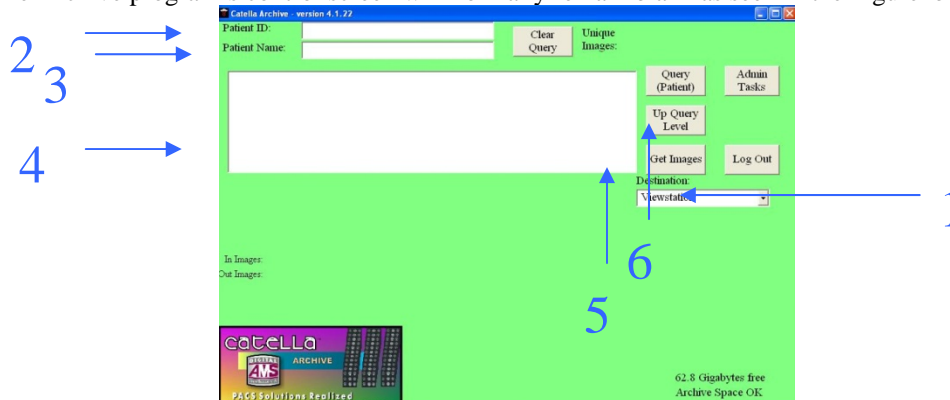 Catella Archive - version 4.1.22
Patient ID:
Patient Name:
Clear
Query
Unique
Images:
2
3
4
Query
(Patient)
Admin
Tasks
Up Query
Level
Get Images
Log Out
Destination:
Viewstation
6
5
In Images:
Out Images:
CATELLA
ARCHIVE
AMS
PACS Solutions Realized
62.8 Gigabytes free
Archive Space OK